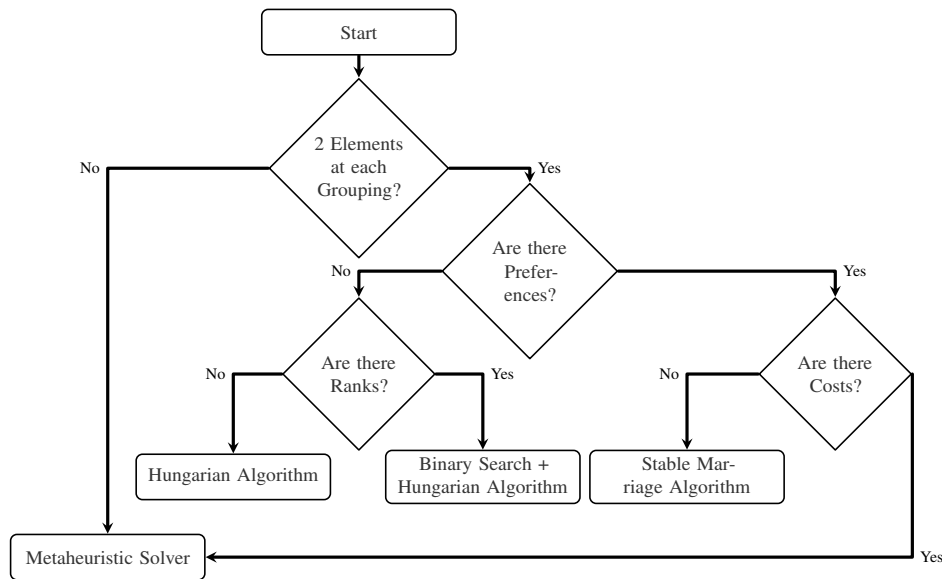 Start
2 Elements
at each
Grouping?
No
Yes
Are there
Prefer-
ences?
No
Yes
Are there
Ranks?
No
Yes
Are there
Costs?
No
Hungarian Algorithm
Binary Search +
Hungarian Algorithm
Stable Mar-
riage Algorithm
Metaheuristic Solver
Yes